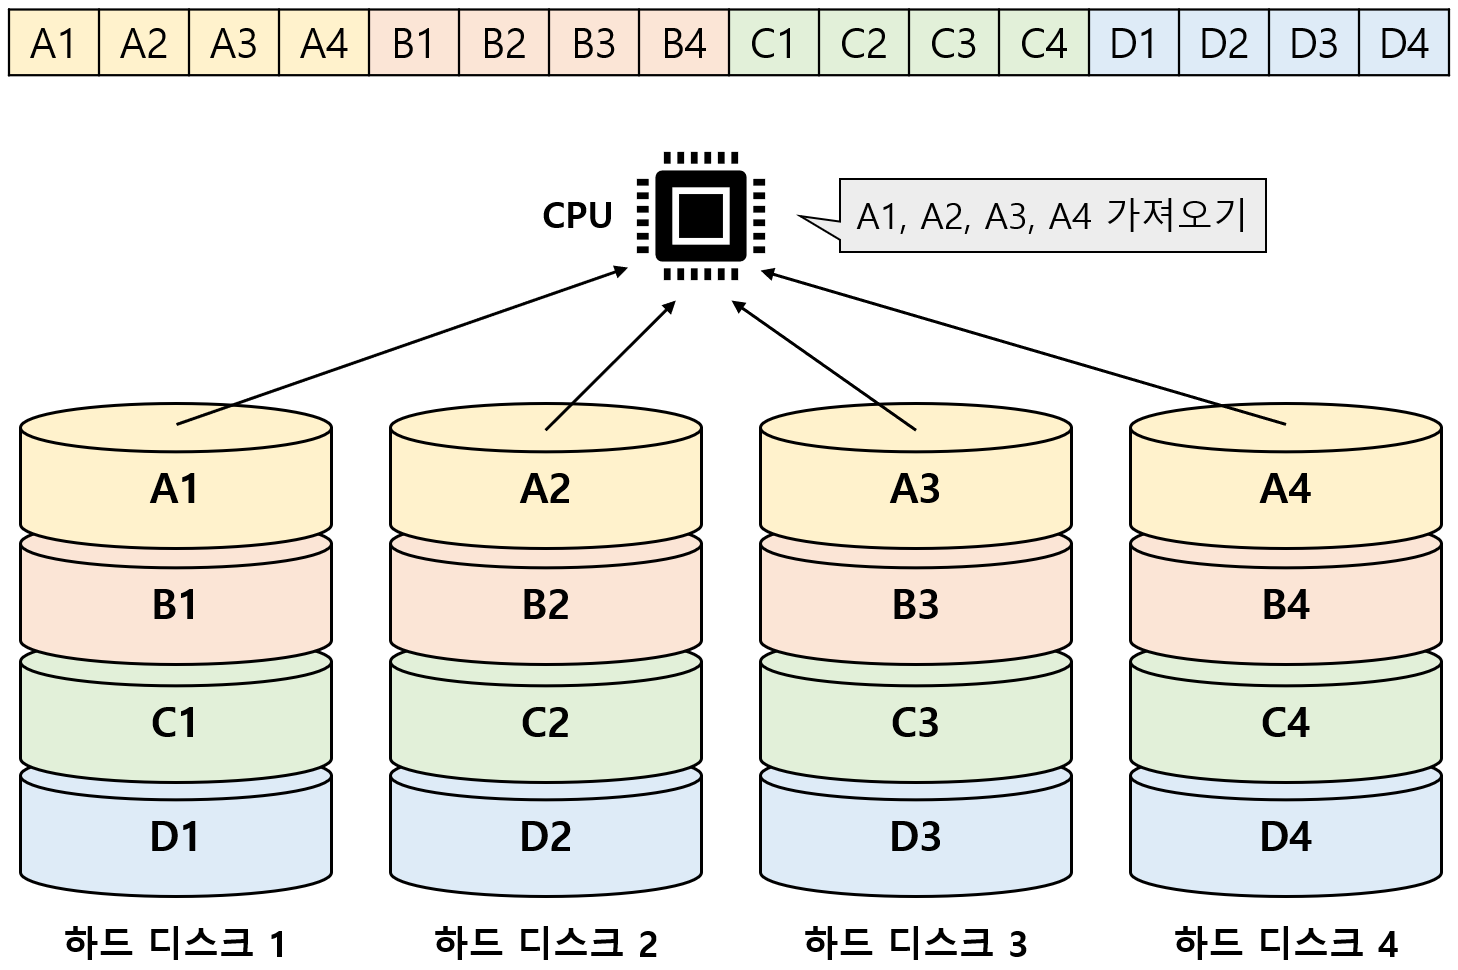 A1 A2 A3 A4 B1 B2 B3 B4 C1 C2 C3 C4 D1 D2 D3 D4
CPU
A1, A2, A3, A4 가져오기
A1 A2 A3 A4
B1 B2 B3 B4
C1 C2 C3 C4
D1 D2 D3 D4
하드 디스크 1 하드 디스크 2 하드 디스크 3 하드 디스크 4